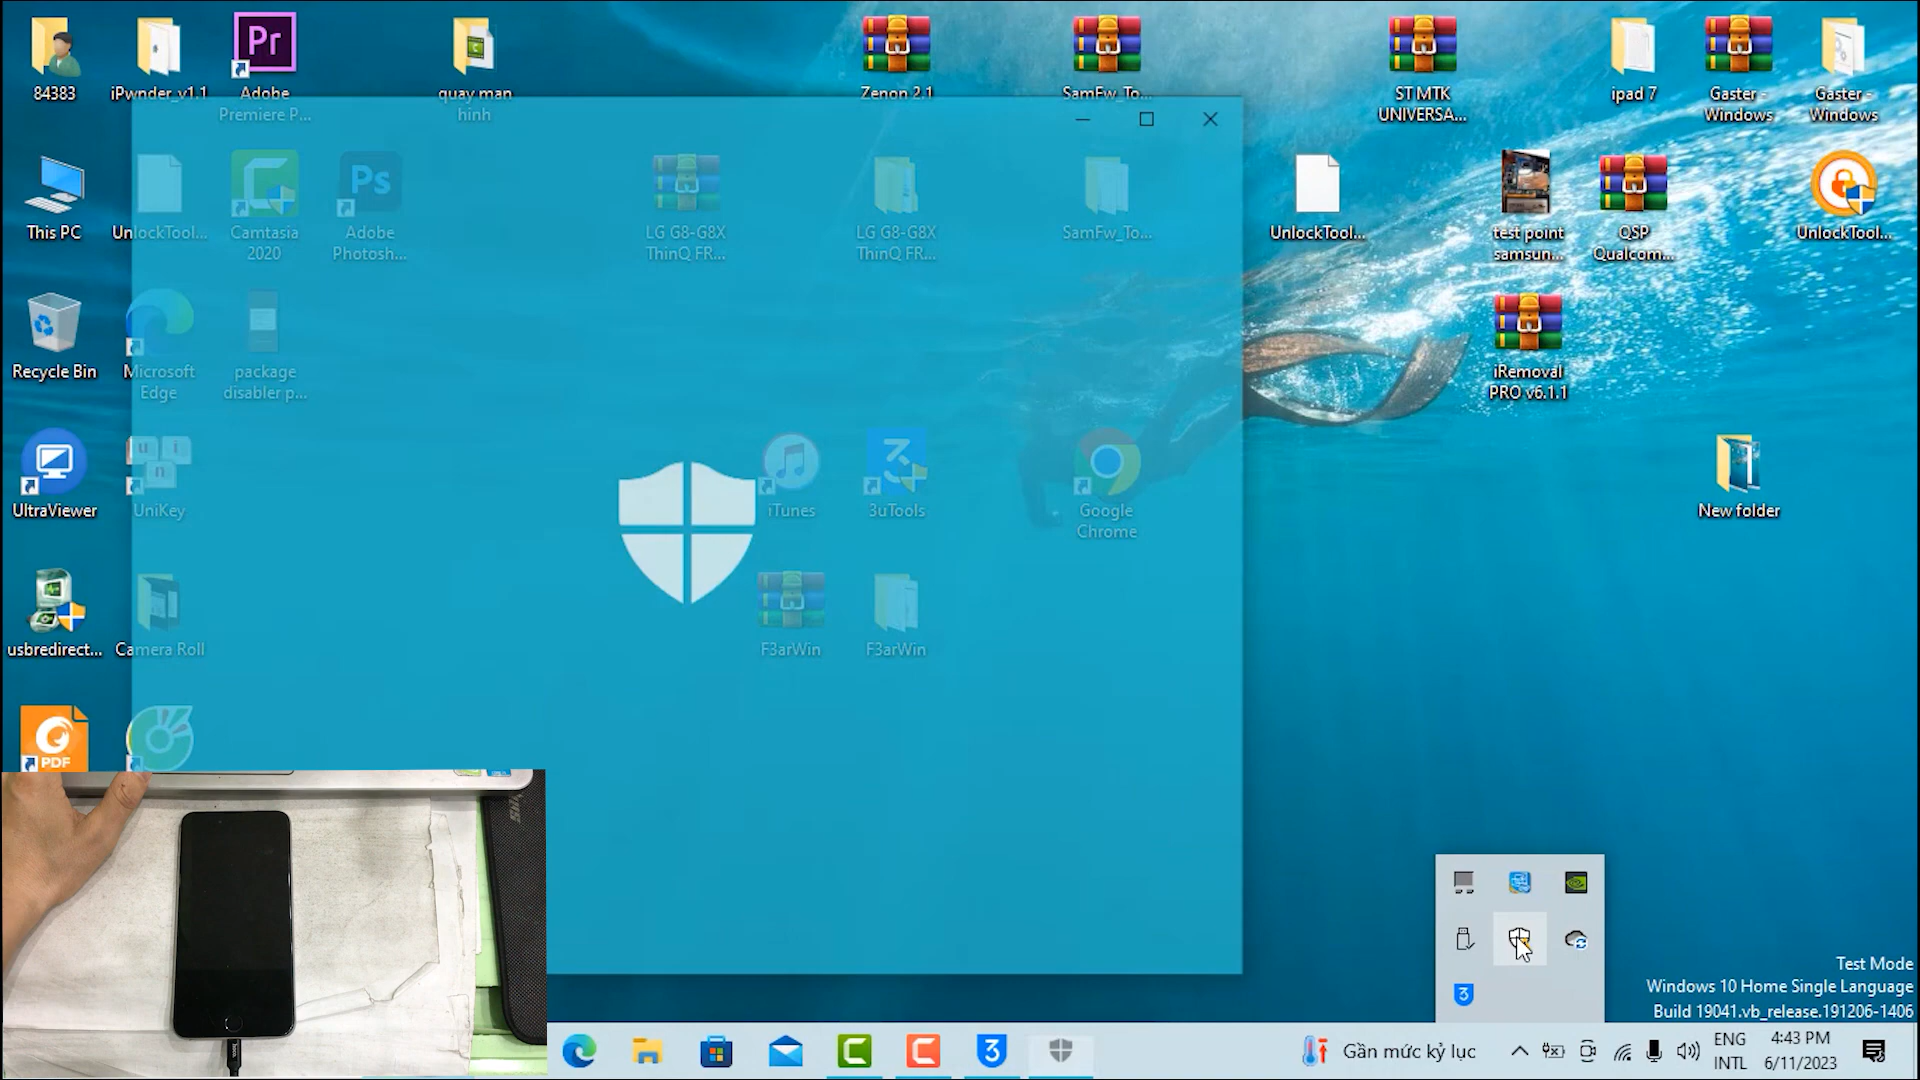 84383
iPwnder_v1.1
Pr
Adobe
Premiere P...
quay man
hinh
Zenon 2.1
SamFw_To...
ST MTK
UNIVERSA...
ipad 7
Gaster -
Windows
Gaster -
Windows
This PC
UnlockTool...
Camtasia
2020
Ps
Adobe
Photosh...
LG G8-G8X
ThinQ FR...
LG G8-G8X
ThinQ FR...
SamFw_To...
UnlockTool...
test point
samsun...
QSP
Qualcom...
UnlockTool...
Recycle Bin
Microsoft
Edge
package
disabler p...
iRemoval
PRO v6.1.1
UltraViewer
u i
n
UniKey
iTunes
3uTools
Google
Chrome
New folder
usbredirect...
Camera Roll
F3arWin
F3arWin
PDF
3
Test Mode
Windows 10 Home Single Language
Build 19041.vb_release.191206-1406
3
Gần mức kỷ lục
ENG
INTL
4:43 PM
6/11/2023